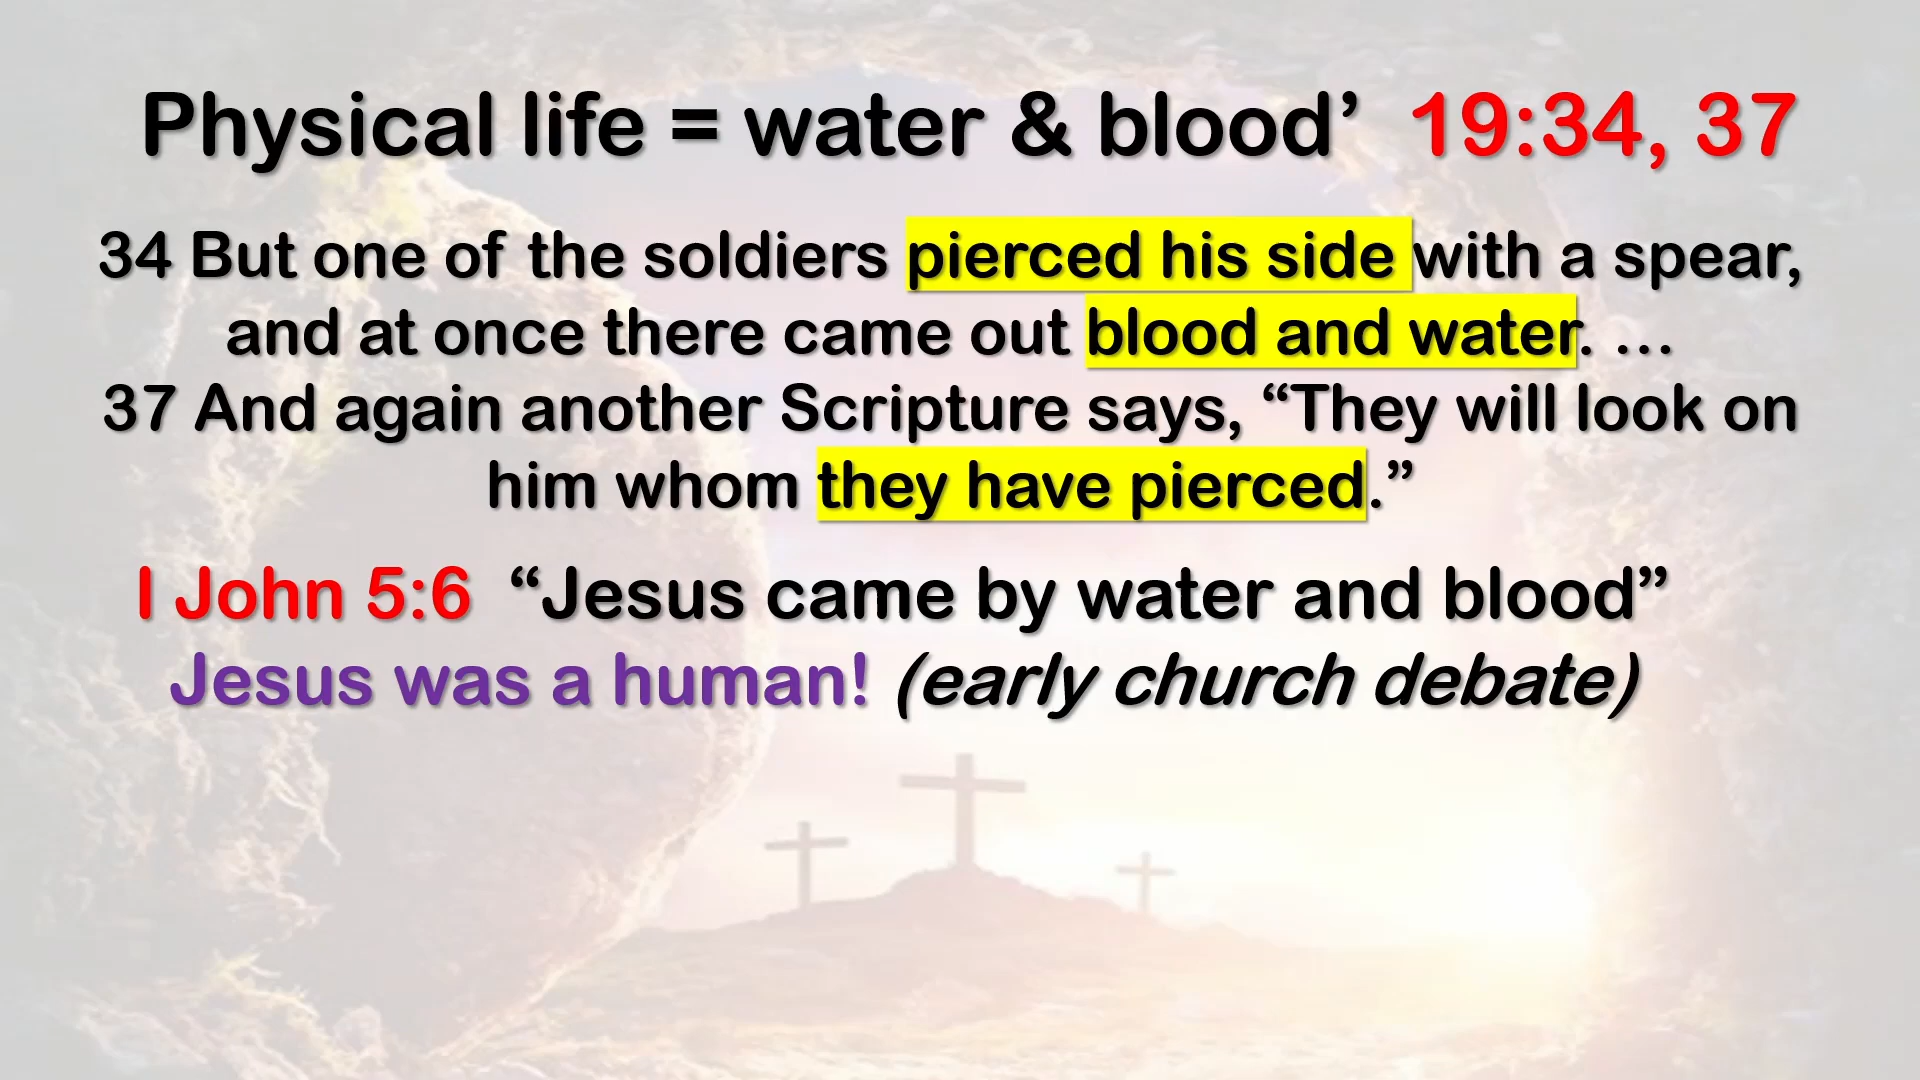 Physical life = water & blood’ 19:34, 37
34 But one of the soldiers pierced his side with a spear,
and at once there came out blood and water. …
37 And again another Scripture says, “They will look on
him whom they have pierced.”
I John 5:6 “Jesus came by water and blood”
Jesus was a human! (early church debate)